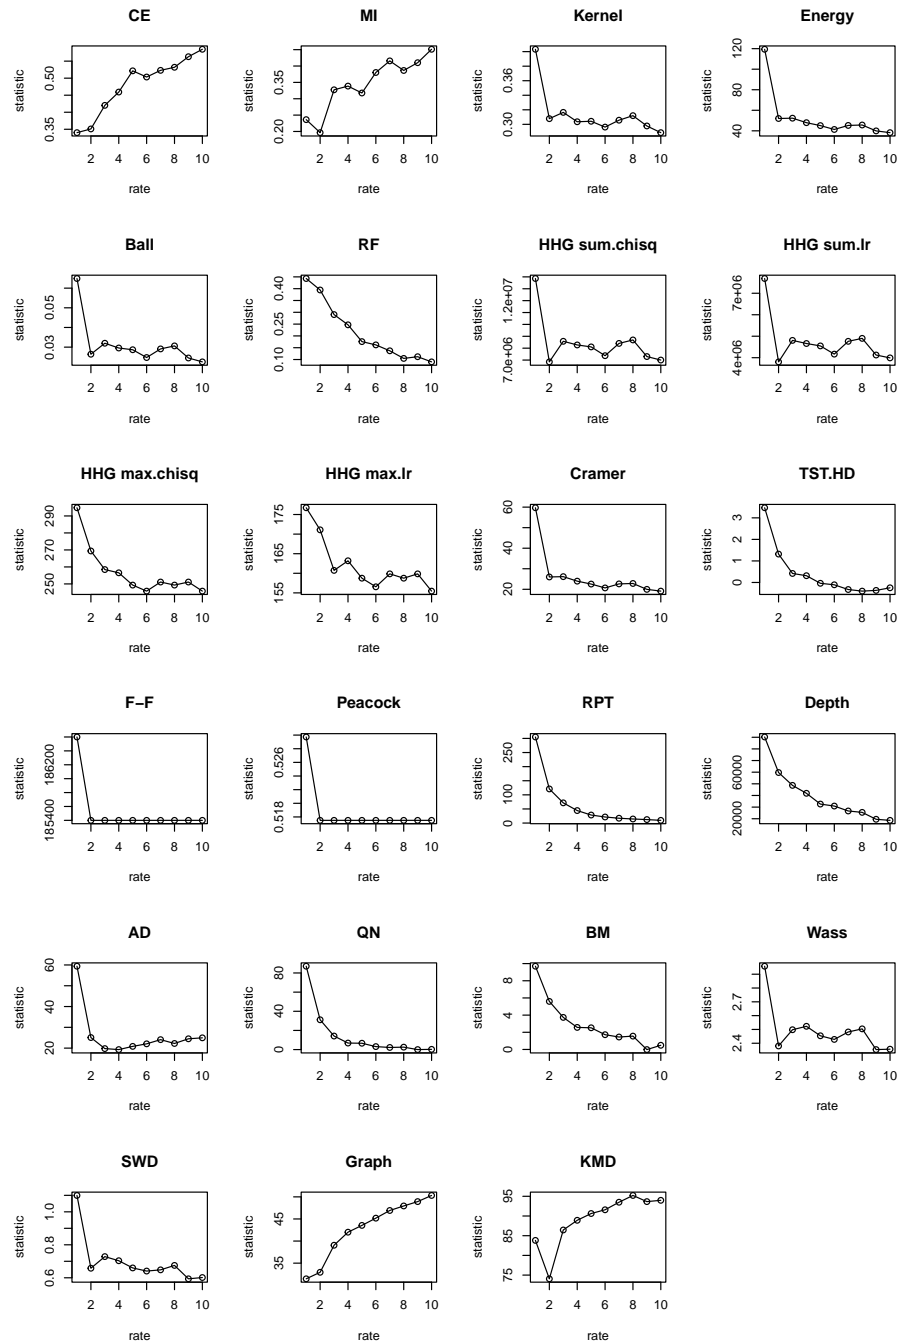 CE MI Kernel Energy
statistic 0.35 0.50 statistic 0.20 0.35 statistic 0.30 0.36 statistic 40 80 120
2 4 6 8 10 2 4 6 8 10 2 4 6 8 10 2 4 6 8 10
rate rate rate rate
Ball RF HHG sum.chisq HHG sum.lr
statistic 0.03 0.05 statistic 0.10 0.25 0.40 statistic 7.0e+06 1.2e+07 statistic 4e+06 7e+06
2 4 6 8 10 2 4 6 8 10 2 4 6 8 10 2 4 6 8 10
rate rate rate rate
HHG max.chisq HHG max.lr Cramer TST.HD
statistic 250 270 290 statistic 155 165 175 statistic 20 40 60 statistic 0 1 2 3
2 4 6 8 10 2 4 6 8 10 2 4 6 8 10 2 4 6 8 10
rate rate rate rate
F−F Peacock RPT Depth
statistic 185400 186200 statistic 0.518 0.526 statistic 0 100 250 statistic 20000 60000
2 4 6 8 10 2 4 6 8 10 2 4 6 8 10 2 4 6 8 10
rate rate rate rate
AD QN BM Wass
statistic 20 40 60 statistic 0 40 80 statistic 0 4 8 statistic 2.4 2.7
2 4 6 8 10 2 4 6 8 10 2 4 6 8 10 2 4 6 8 10
rate rate rate rate
SWD Graph KMD
statistic 0.6 0.8 1.0 statistic 35 45 statistic 75 85 95
2 4 6 8 10 2 4 6 8 10 2 4 6 8 10
rate rate rate